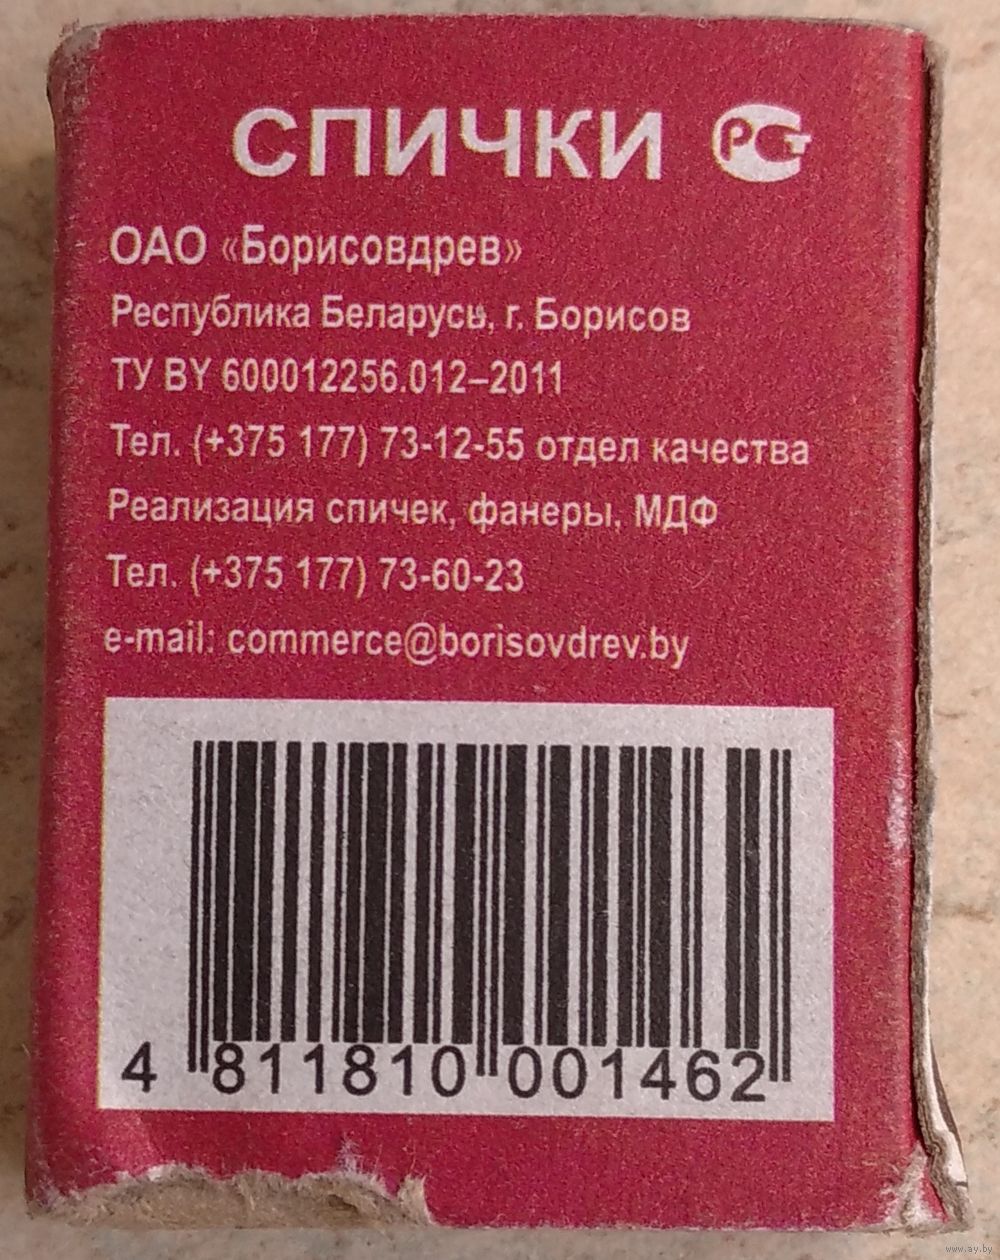 СПИЧКИ РСТ
ОАО «Борисовдрев»
Республика Беларусь, г. Борисов
ТУ BY 600012256.012–2011
Тел. (+375 177) 73-12-55 отдел качества
Реализация спичек, фанеры, МДФ
Тел. (+375 177) 73-60-23
e-mail: commerce@borisovdrev.by
4 811810 001462
www.ay.by